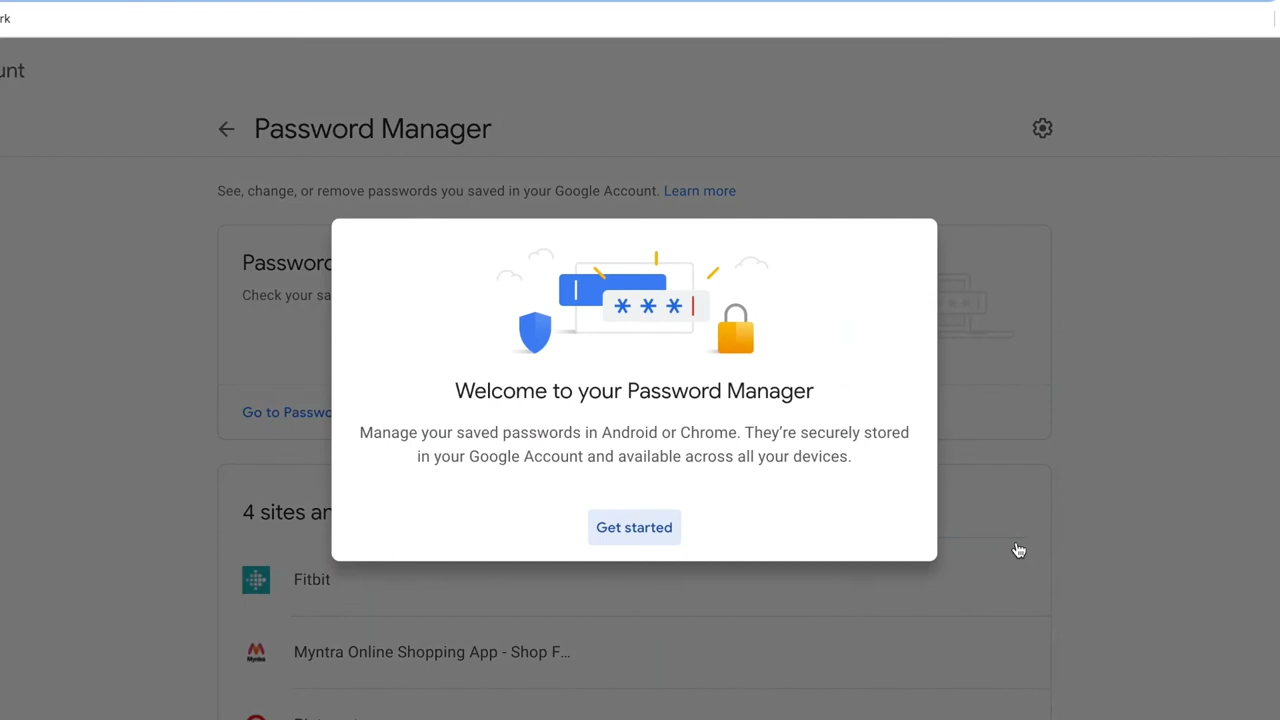 rk
unt
Password Manager
See, change, or remove passwords you saved in your Google Account. Learn more
Password
Check your sa
Go to Passwo
* * *
Welcome to your Password Manager
Manage your saved passwords in Android or Chrome. They're securely stored
in your Google Account and available across all your devices.
Get started
4 sites an
Fitbit
Myntra
Myntra Online Shopping App - Shop F...